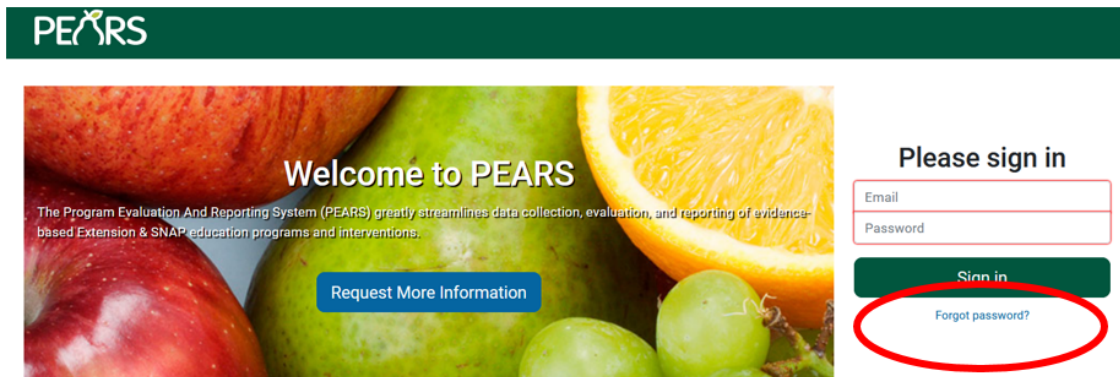 PEARS
Welcome to PEARS
The Program Evaluation And Reporting System (PEARS) greatly streamlines data collection, evaluation, and reporting of evidence-
based Extension & SNAP education programs and interventions.
Request More Information
Please sign in
Email
Password
Sign in
Forgot password?